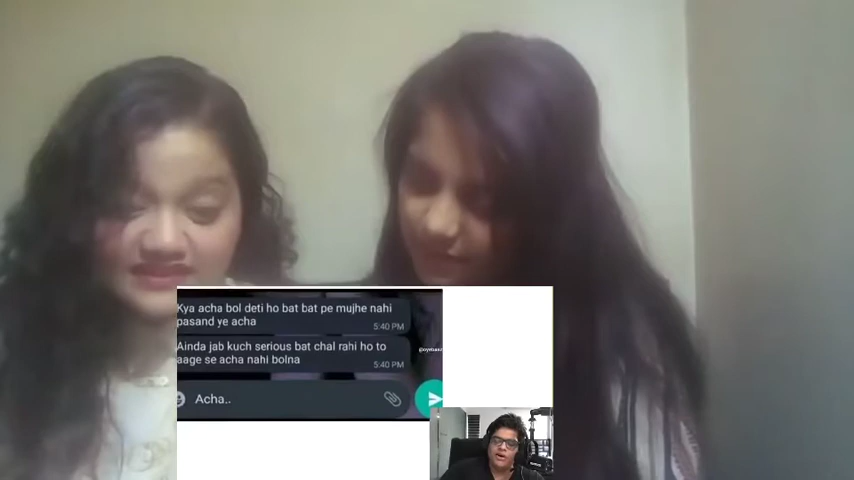 Kya acha bol deti ho bat bat pe mujhe nahi
pasand ye acha
5:40 PM
Ainda jab kuch serious bat chal rahi ho to
aage se acha nahi bolna
5:40 PM
Acha..